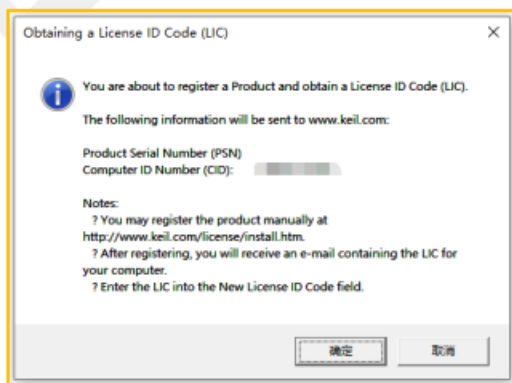 Obtaining a License ID Code (LIC)
You are about to register a Product and obtain a License ID Code (LIC).
The following information will be sent to www.keil.com:
Product Serial Number (PSN)
Computer ID Number (CID):
Notes:
? You may register the product manually at
http://www.keil.com/license/install.htm.
? After registering, you will receive an e-mail containing the LIC for
your computer.
? Enter the LIC into the New License ID Code field.
确定
取消